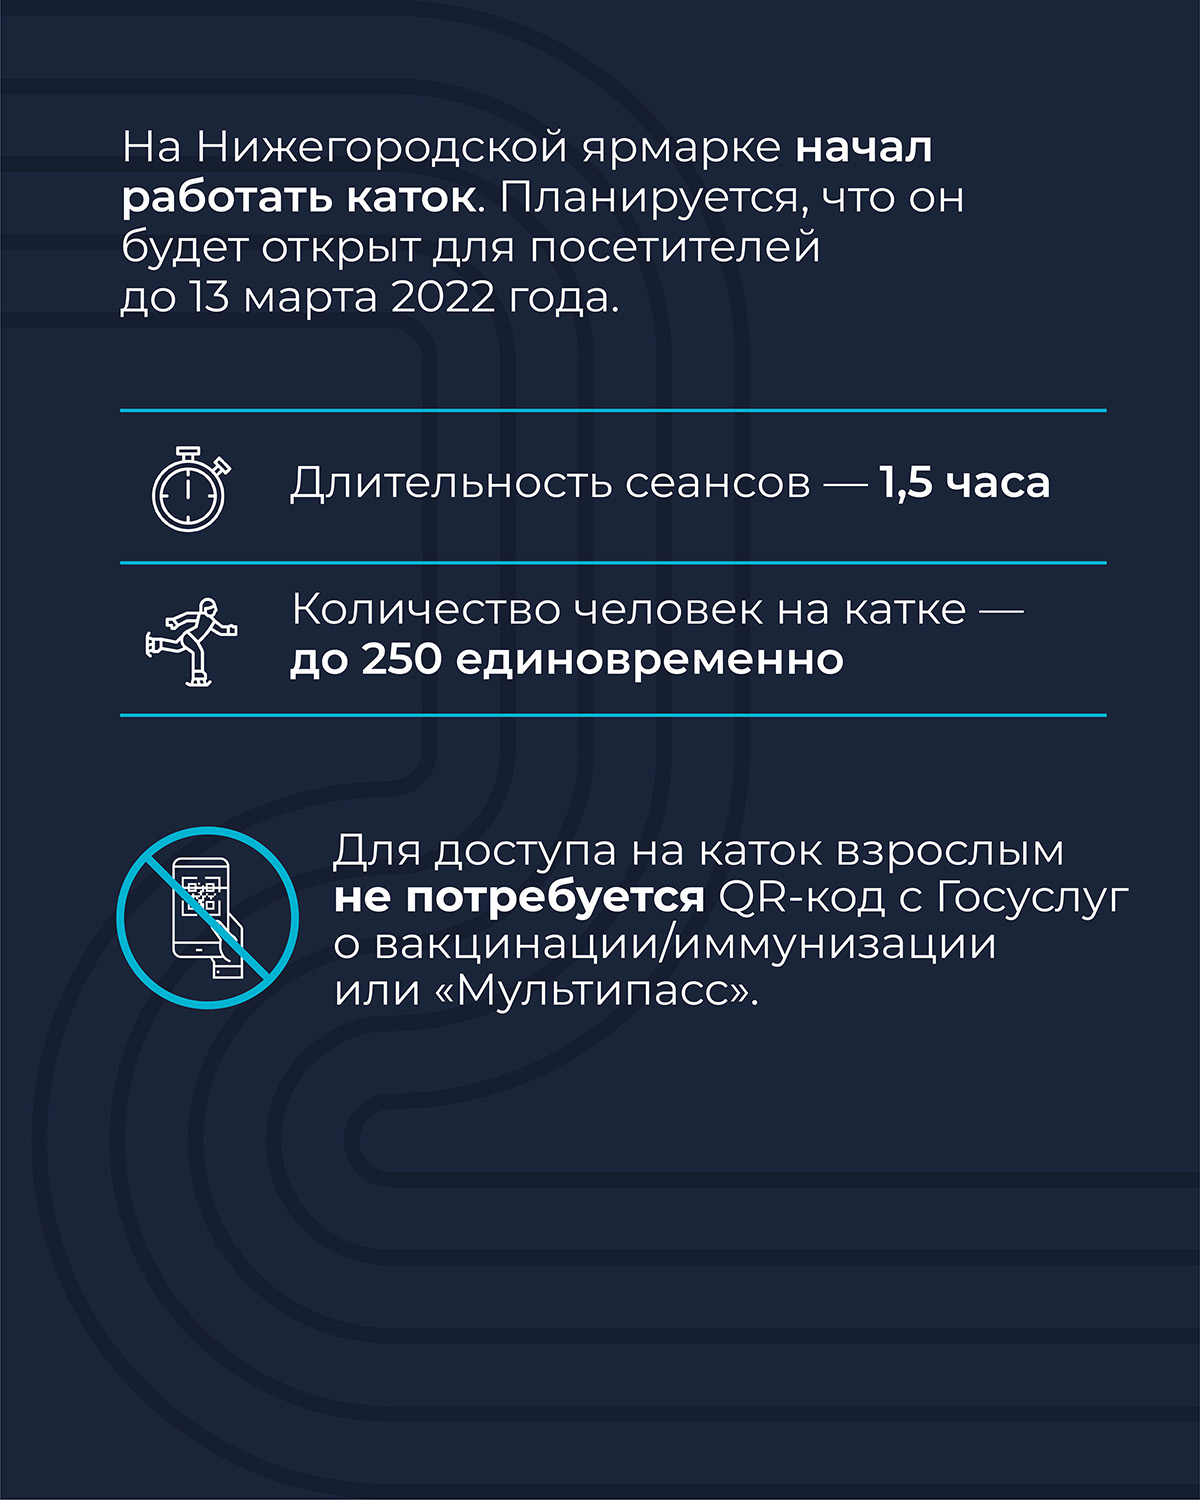 На Нижегородской ярмарке начал
работать каток. Планируется, что он
будет открыт для посетителей
до 13 марта 2022 года.
Длительность сеансов — 1,5 часа
Количество человек на катке —
до 250 единовременно
Для доступа на каток взрослым
не потребуется QR-код с Госуслуг
о вакцинации/иммунизации
или «Мультипасс».